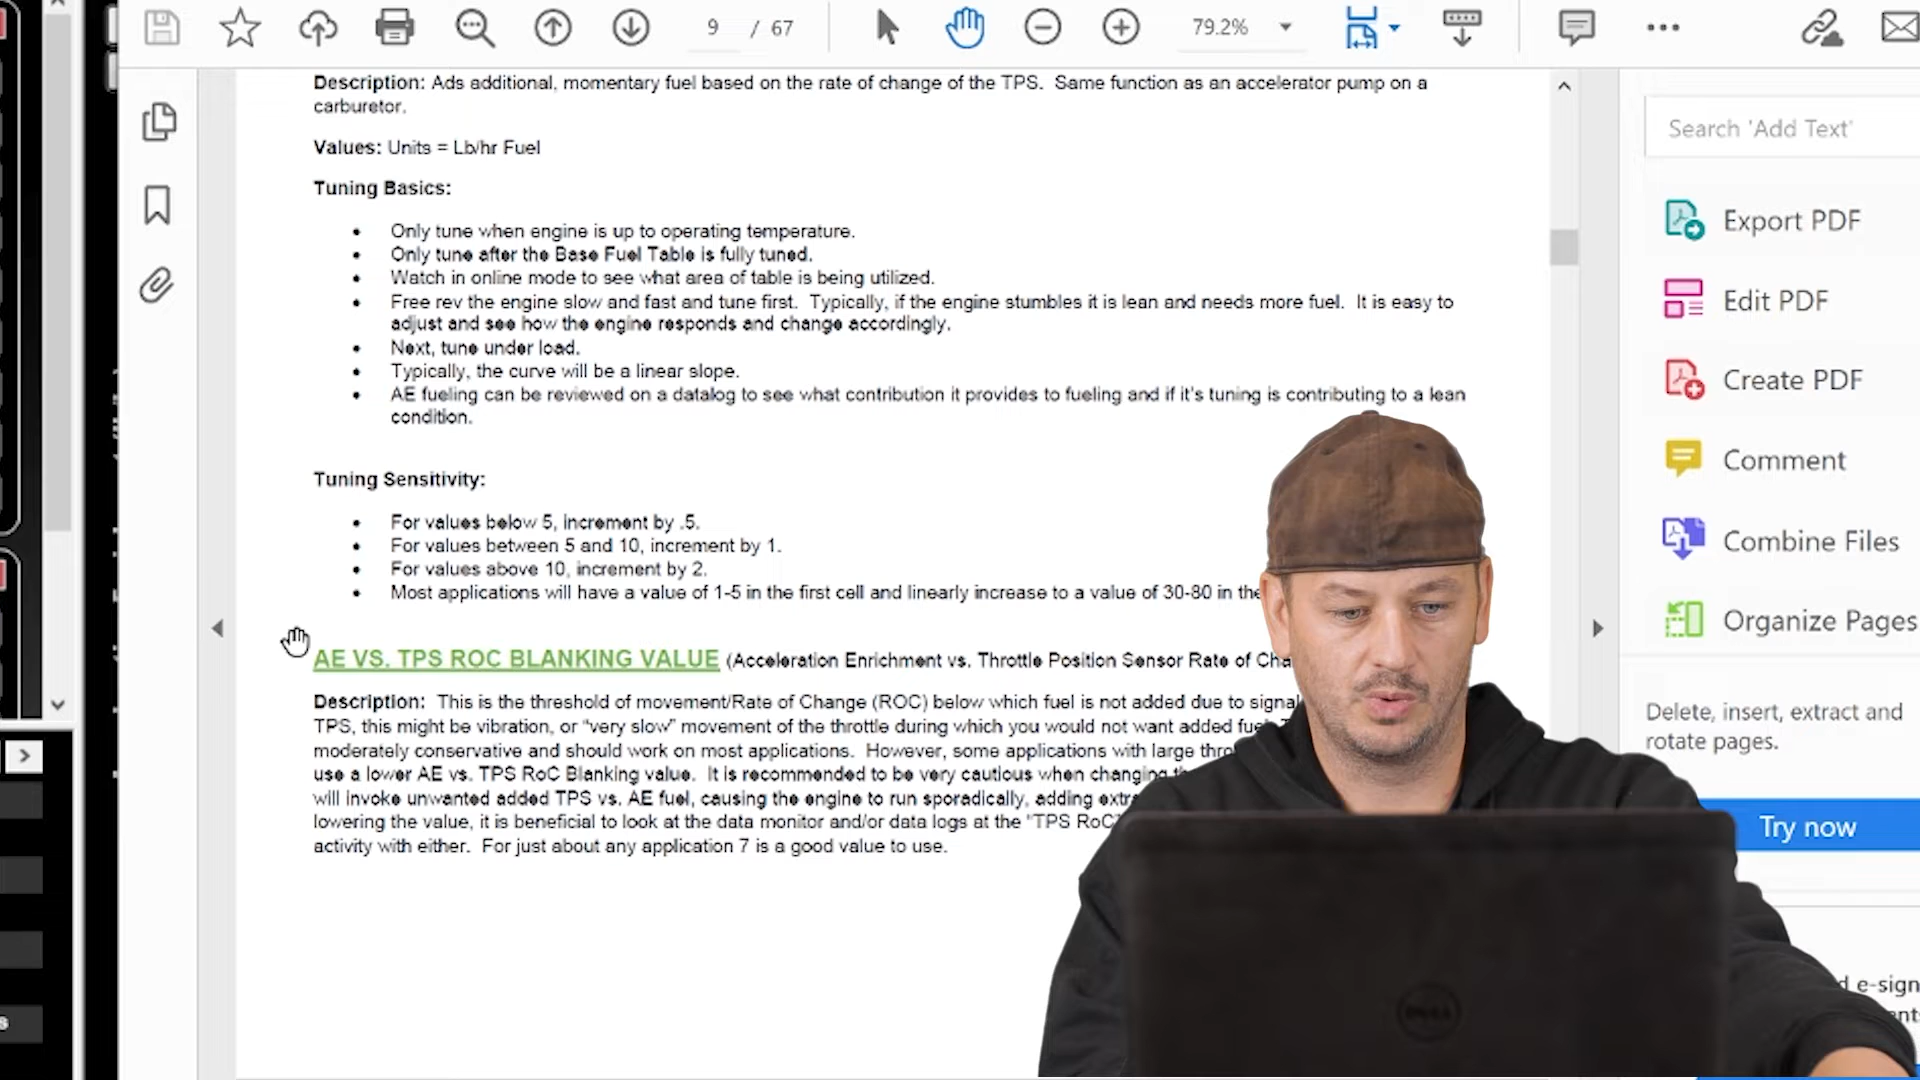 9 / 67
79.2%
Description: Ads additional, momentary fuel based on the rate of change of the TPS. Same function as an accelerator pump on a
carburetor.
Values: Units = Lb/hr Fuel
Tuning Basics:
• Only tune when engine is up to operating temperature.
• Only tune after the Base Fuel Table is fully tuned.
• Watch in online mode to see what area of table is being utilized.
• Free rev the engine slow and fast and tune first. Typically, if the engine stumbles it is lean and needs more fuel. It is easy to
adjust and see how the engine responds and change accordingly.
• Next, tune under load.
• Typically, the curve will be a linear slope.
• AE fueling can be reviewed on a datalog to see what contribution it provides to fueling and if it's tuning is contributing to a lean
condition.
Tuning Sensitivity:
• For values below 5, increment by .5.
• For values between 5 and 10, increment by 1.
• For values above 10, increment by 2.
• Most applications will have a value of 1-5 in the first cell and linearly increase to a value of 30-80 in the
AE VS. TPS ROC BLANKING VALUE (Acceleration Enrichment vs. Throttle Position Sensor Rate of Cha
Description: This is the threshold of movement/Rate of Change (ROC) below which fuel is not added due to signal
TPS, this might be vibration, or "very slow" movement of the throttle during which you would not want added fuel
moderately conservative and should work on most applications. However, some applications with large thro
use a lower AE vs. TPS RoC Blanking value. It is recommended to be very cautious when changing
will invoke unwanted added TPS vs. AE fuel, causing the engine to run sporadically, adding extr
lowering the value, it is beneficial to look at the data monitor and/or data logs at the "TPS RoC"
activity with either. For just about any application 7 is a good value to use.
Search 'Add Text'
Export PDF
Edit PDF
Create PDF
Comment
Combine Files
Organize Pages
Delete, insert, extract and
rotate pages.
Try now
e-sign
DELL